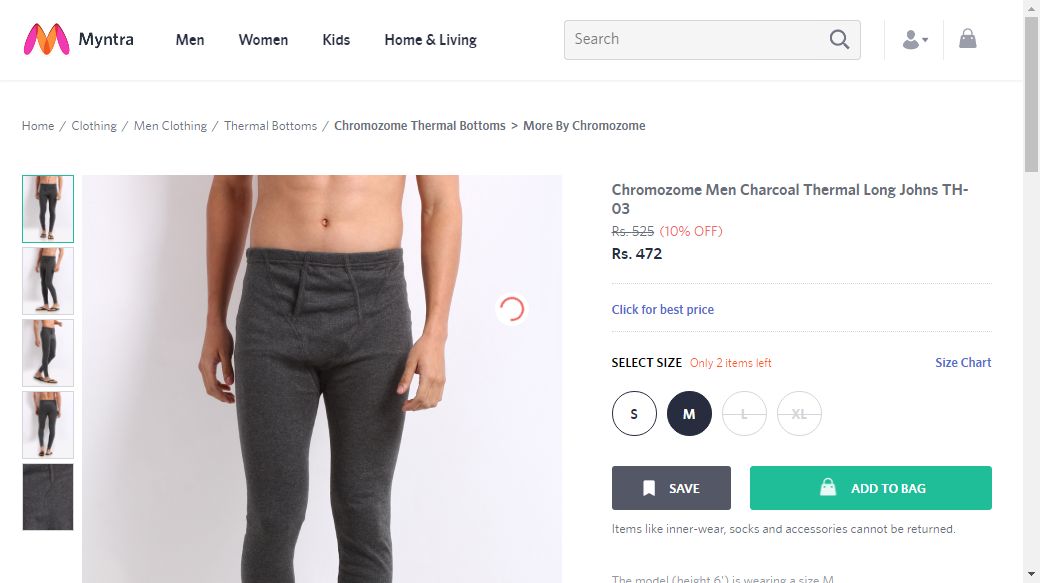 Myntra
Men
Women
Kids
Home & Living
Search
Home / Clothing / Men Clothing / Thermal Bottoms / Chromozome Thermal Bottoms > More By Chromozome
Chromozome Men Charcoal Thermal Long Johns TH-
03
Rs. 525 (10% OFF)
Rs. 472
Click for best price
SELECT SIZE Only 2 items left
Size Chart
S
M
L
XL
SAVE
ADD TO BAG
Items like inner-wear, socks and accessories cannot be returned.
The model (height 6') is wearing a size M